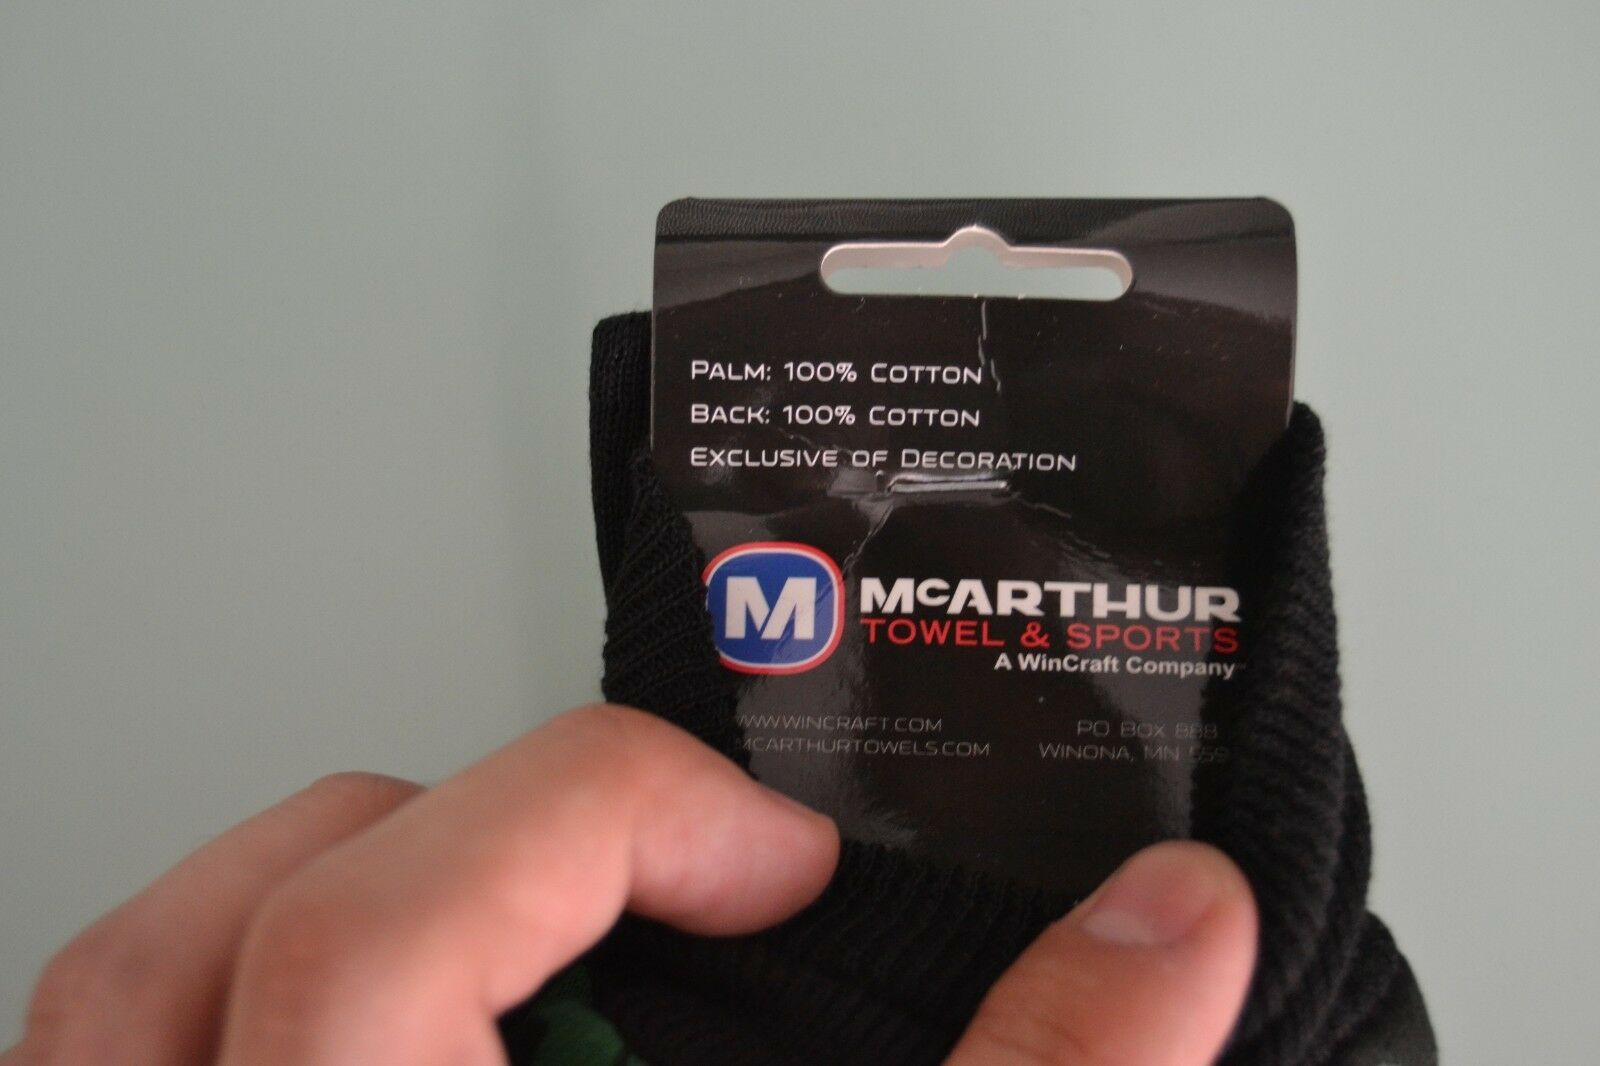 PALM: 100% COTTON
BACK: 100% COTTON
EXCLUSIVE OF DECORATION
M McARTHUR
TOWEL & SPORTS
A WinCraft Company
WWW.WINCRAFT.COM
MCARTHURTOWELS.COM
PO BOX 888
WINONA, MN